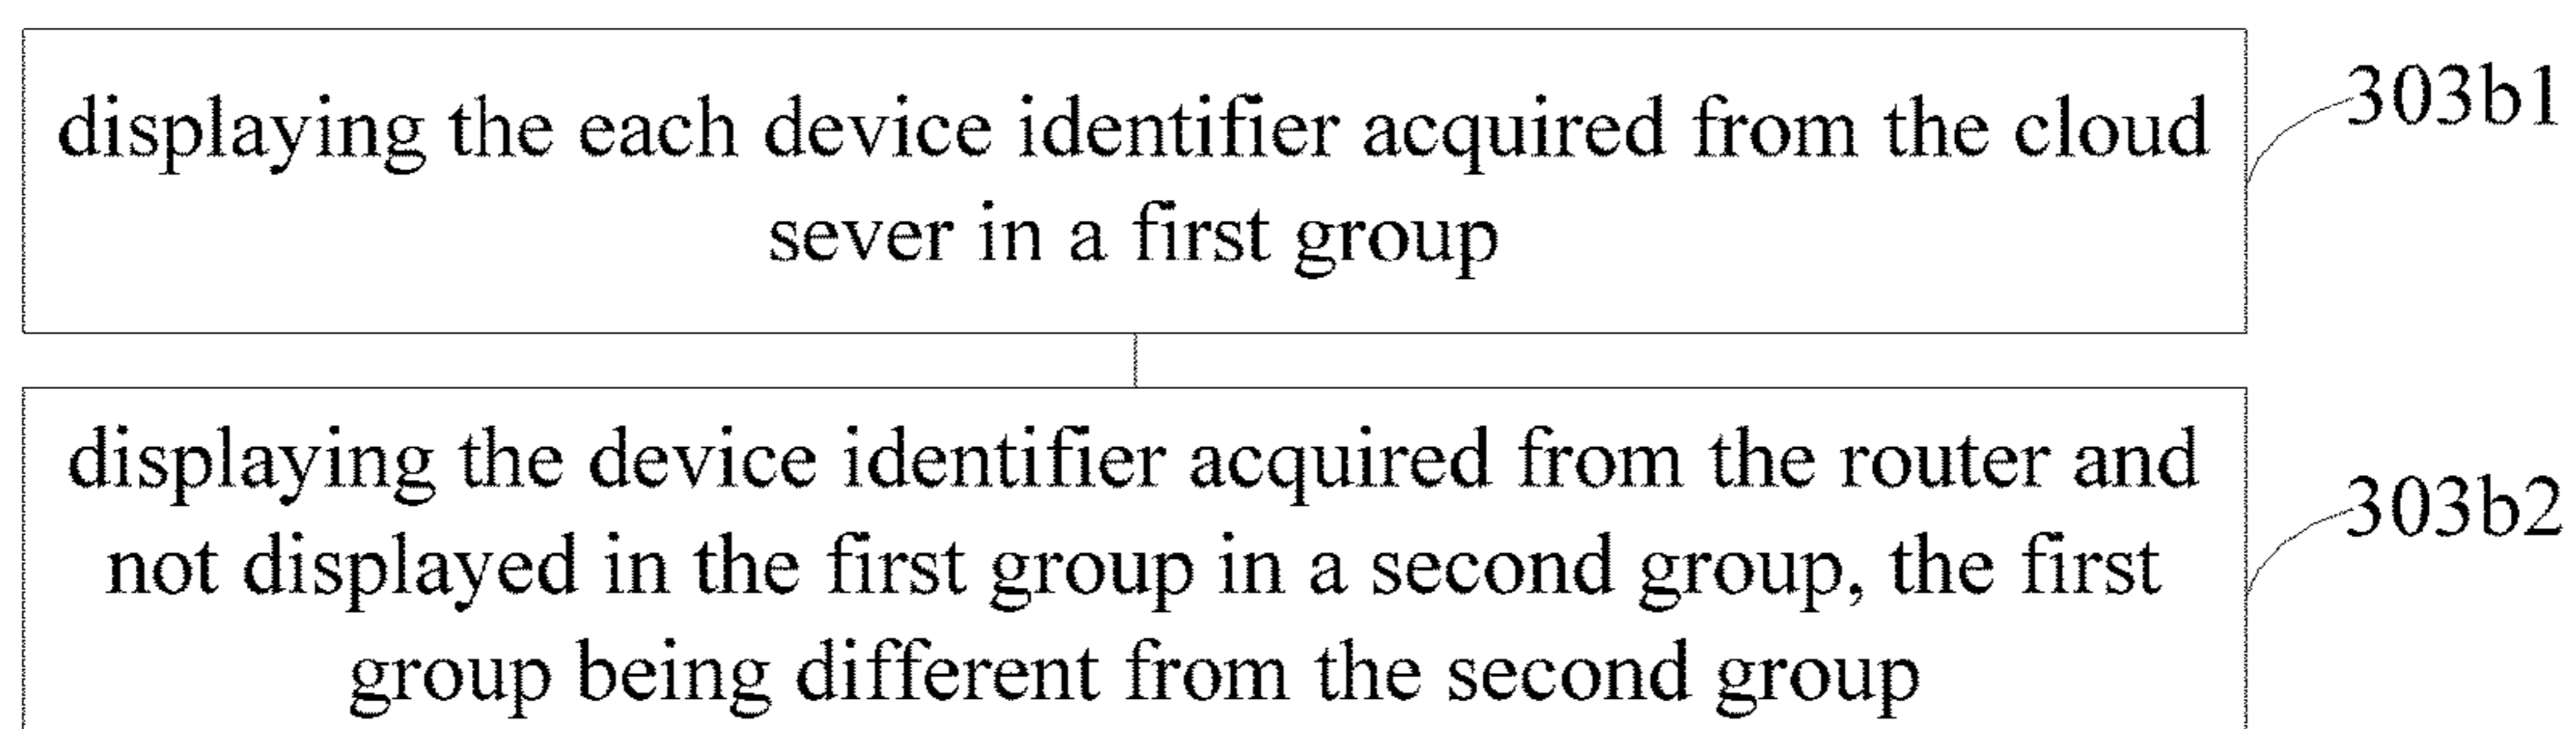 displaying the each device identifier acquired from the cloud
sever in a first group
303b1
displaying the device identifier acquired from the router and
not displayed in the first group in a second group, the first
group being different from the second group
303b2